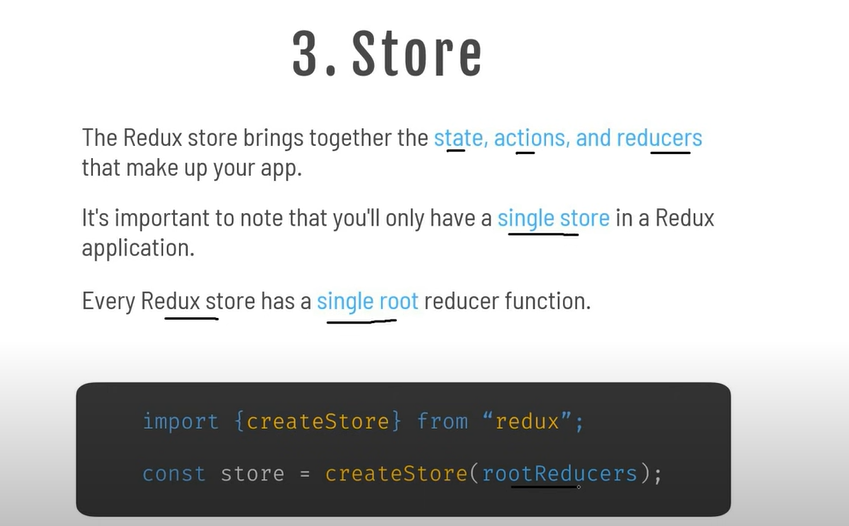 3. Store
The Redux store brings together the state, actions, and reducers
that make up your app.
It's important to note that you'll only have a single store in a Redux
application.
Every Redux store has a single root reducer function.
import {createStore} from “redux”;
const store = createStore(rootReducers);